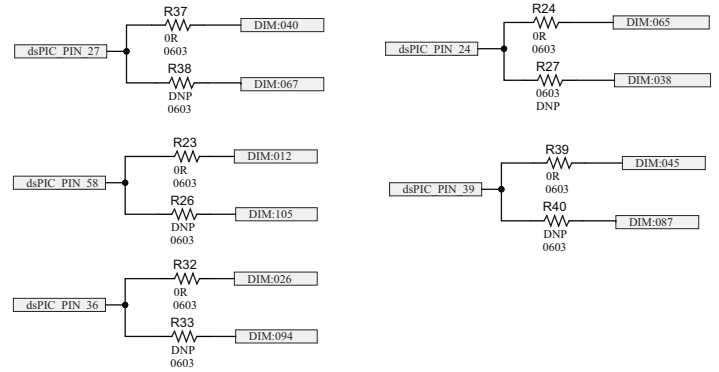 R37
0R
0603
DIM:040
dsPIC_PIN_27
R38
DNP
0603
DIM:067
R24
0R
0603
DIM:065
dsPIC_PIN_24
R27
0603
DNP
DIM:038
R23
0R
0603
DIM:012
dsPIC_PIN_58
R26
DNP
0603
DIM:105
R39
0R
0603
DIM:045
dsPIC_PIN_39
R40
DNP
0603
DIM:087
R32
0R
0603
DIM:026
dsPIC_PIN_36
R33
DNP
0603
DIM:094